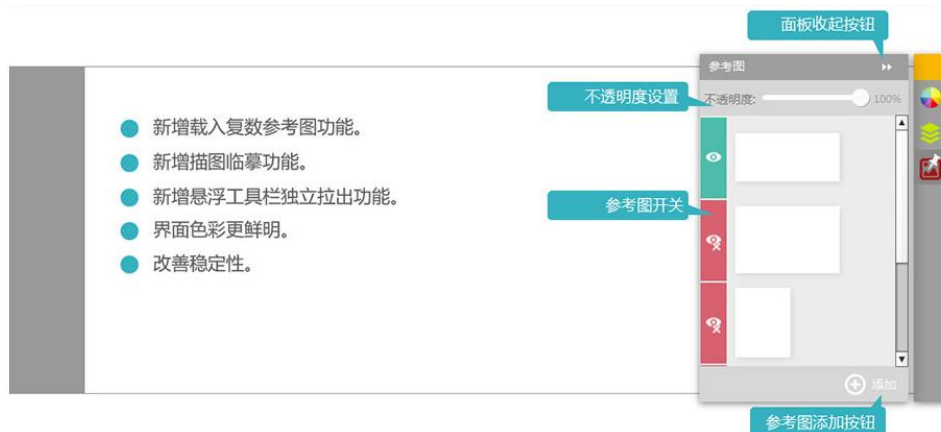 面板收起按钮
参考图
不透明度设置
不透明度:
100%
新增载入复数参考图功能。
新增描图临摹功能。
新增悬浮工具栏独立拉出功能。
参考图开关
界面色彩更鲜明。
改善稳定性。
添加
参考图添加按钮